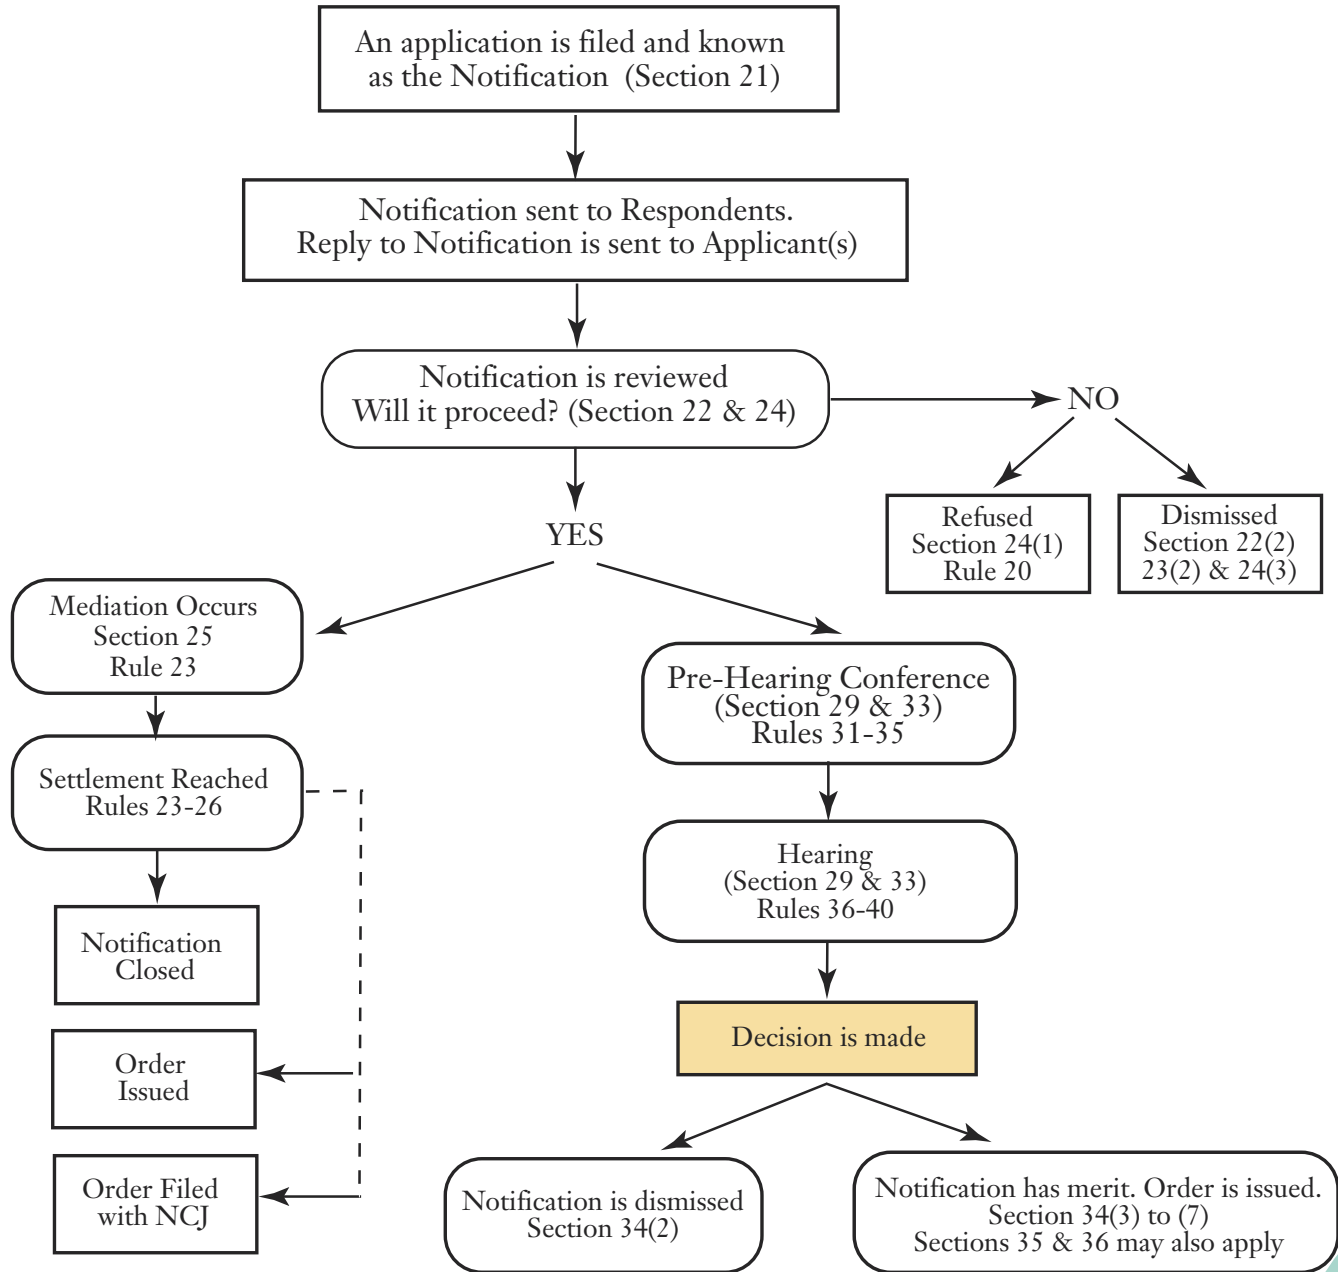 An application is filed and known
as the Notification (Section 21)
Notification sent to Respondents.
Reply to Notification is sent to Applicant(s)
Notification is reviewed
Will it proceed? (Section 22 & 24)
NO
Refused
Section 24(1)
Rule 20
Dismissed
Section 22(2)
23(2) & 24(3)
YES
Mediation Occurs
Section 25
Rule 23
Settlement Reached
Rules 23-26
Notification
Closed
Order
Issued
Order Filed
with NCJ
Pre-Hearing Conference
(Section 29 & 33)
Rules 31-35
Hearing
(Section 29 & 33)
Rules 36-40
Decision is made
Notification is dismissed
Section 34(2)
Notification has merit. Order is issued.
Section 34(3) to (7)
Sections 35 & 36 may also apply